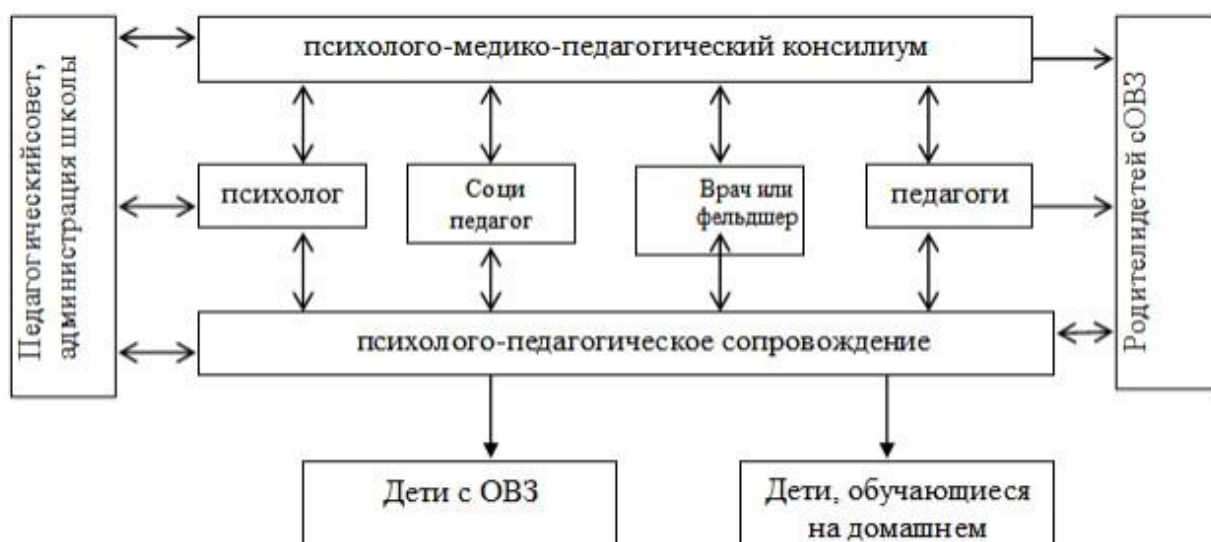 Педагогическийсовет,
администрация школы
психолого-медико-педагогический консилиум
Родителидетей сОВЗ
психолог
Соци
педагог
Врач или
фельдшер
педагоги
психолого-педагогическое сопровождение
Дети с ОВЗ
Дети, обучающиеся
на домашнем